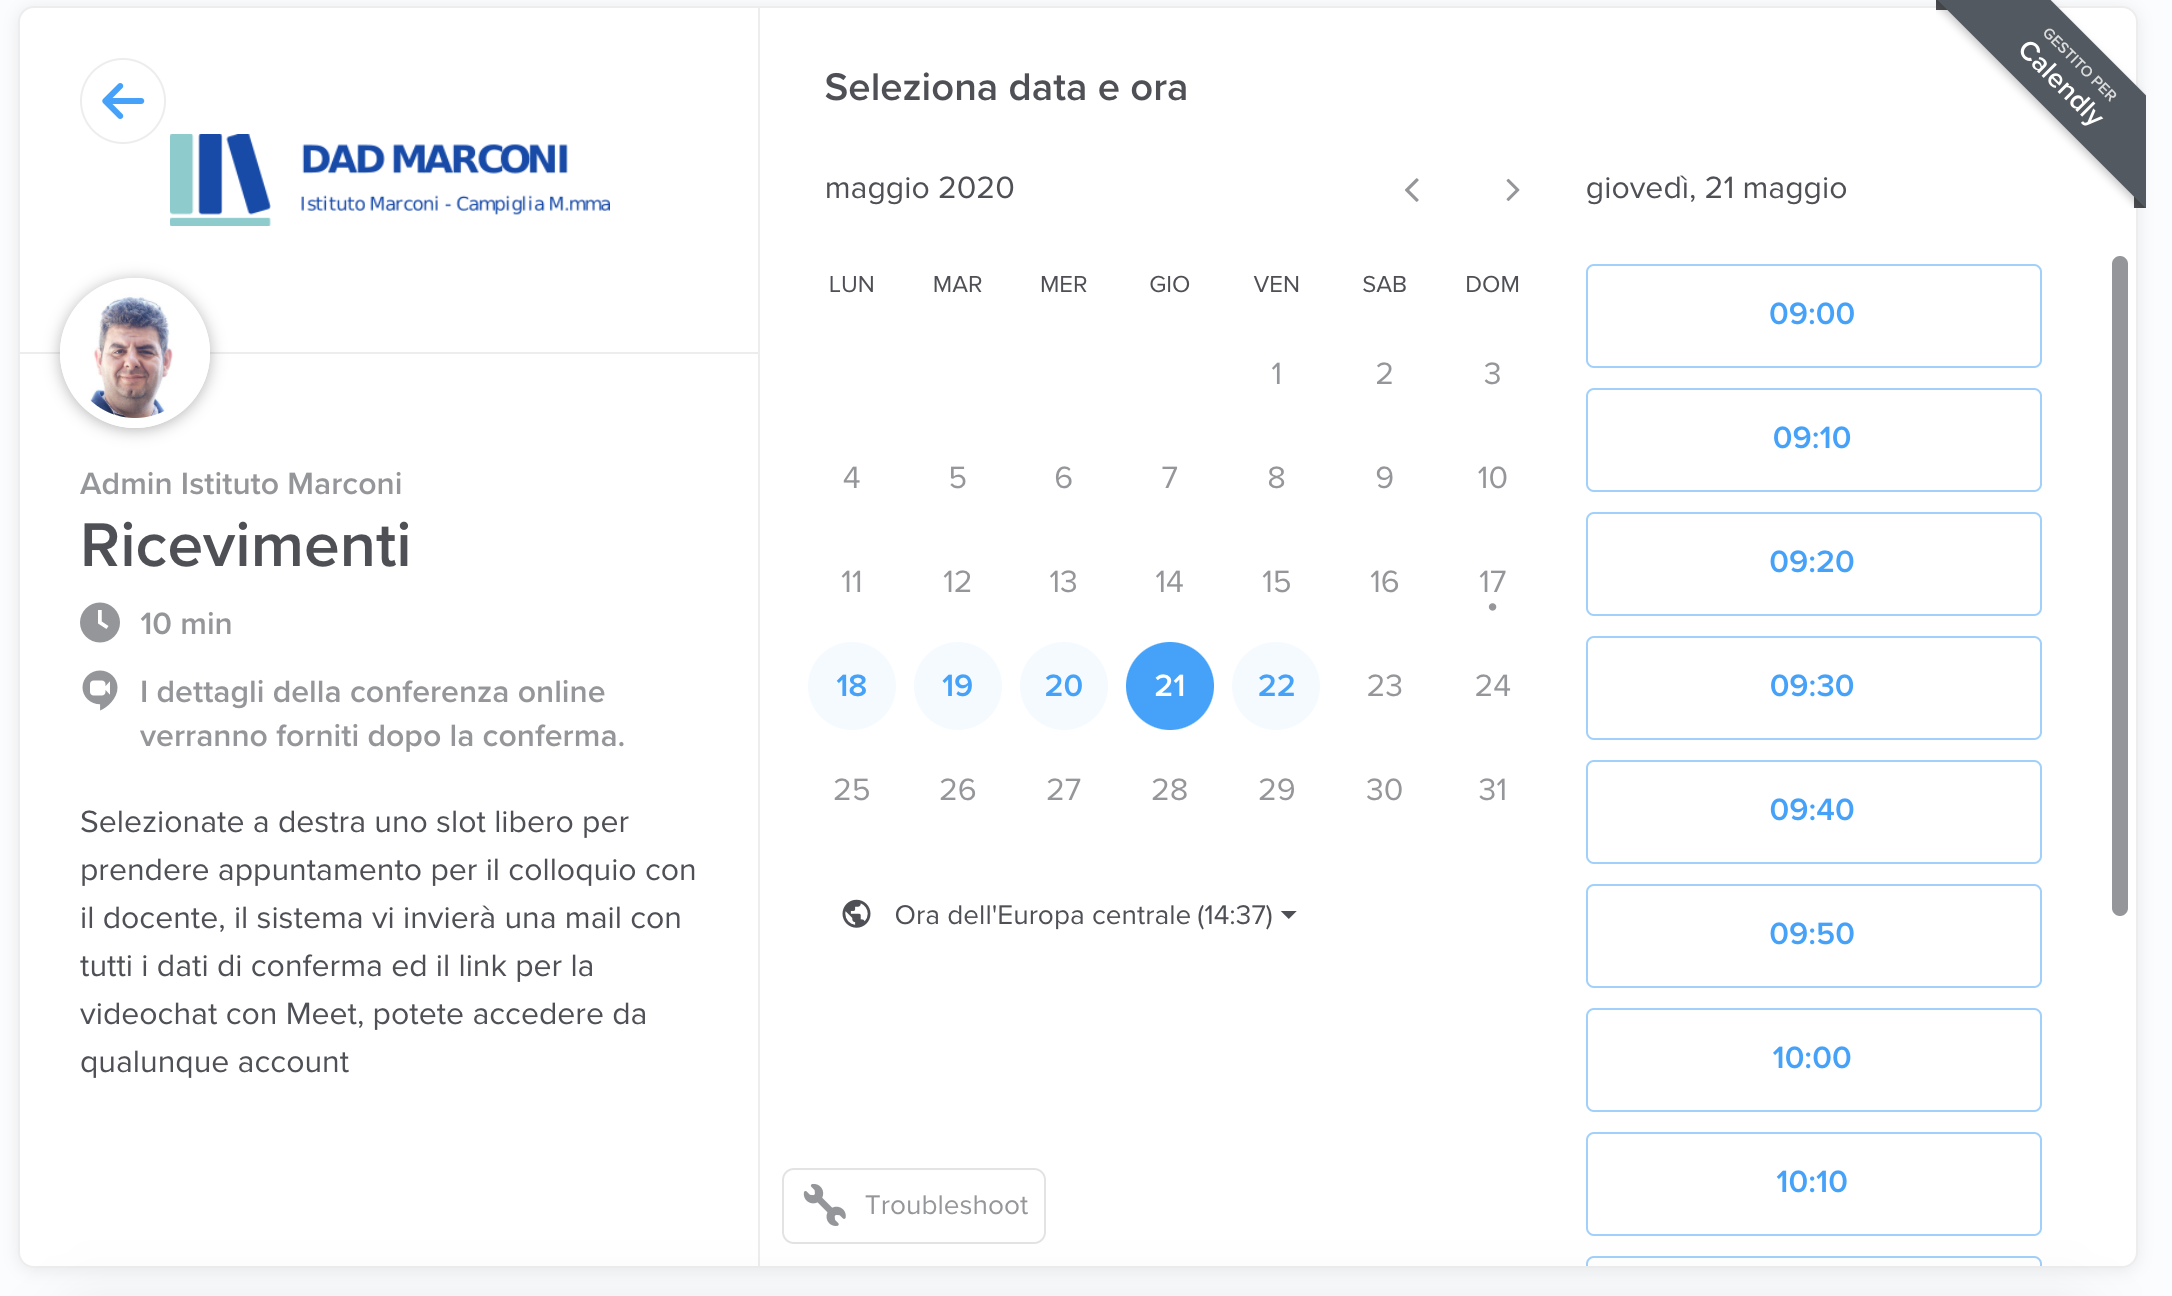 DAD MARCONI
Istituto Marconi - Campiglia M.mma
Admin Istituto Marconi
Ricevimenti
10 min
I dettagli della conferenza online
verranno forniti dopo la conferma.
Selezionate a destra uno slot libero per
prendere appuntamento per il colloquio con
il docente, il sistema vi invierà una mail con
tutti i dati di conferma ed il link per la
videochat con Meet, potete accedere da
qualunque account
Seleziona data e ora
maggio 2020
LUN MAR MER GIO VEN SAB DOM
1 2 3
4 5 6 7 8 9 10
11 12 13 14 15 16 17
18 19 20 21 22 23 24
25 26 27 28 29 30 31
Ora dell'Europa centrale (14:37)
Troubleshoot
giovedì, 21 maggio
09:00
09:10
09:20
09:30
09:40
09:50
10:00
10:10
GESTITO PER
Calendly